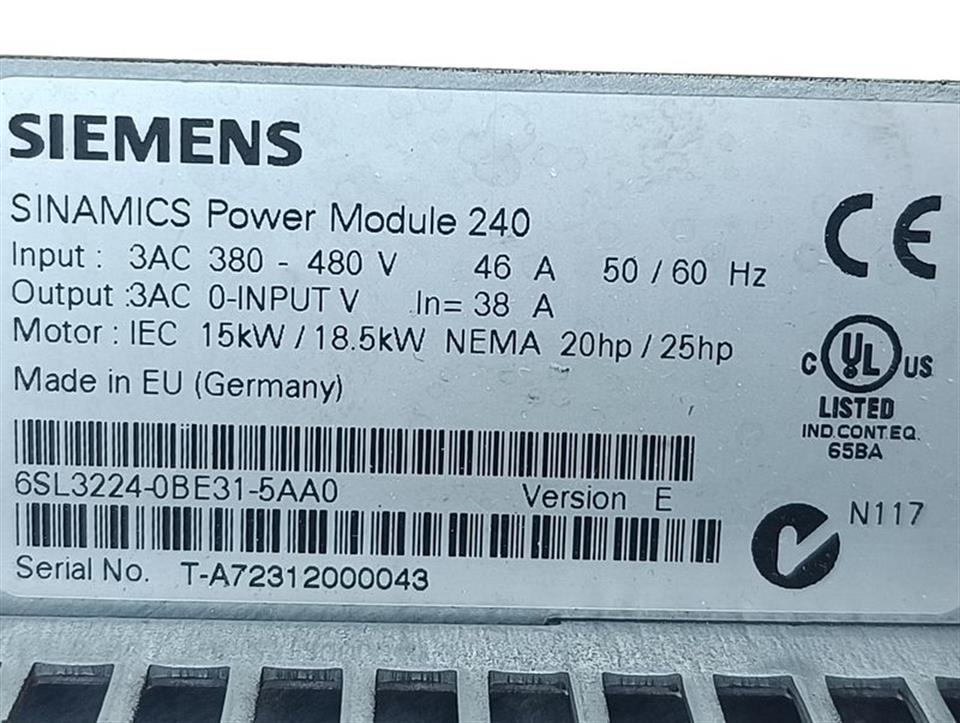 SIEMENS
SINAMICS Power Module 240
Input : 3AC 380 - 480 V 46 A 50 / 60 Hz
Output :3AC 0-INPUT V In= 38 A
Motor : IEC 15kW / 18.5kW NEMA 20hp / 25hp
Made in EU (Germany)
CE
C UL US
LISTED
IND.CONT.EQ.
65BA
6SL3224-0BE31-5AA0 Version E
N117
Serial No. T-A72312000043